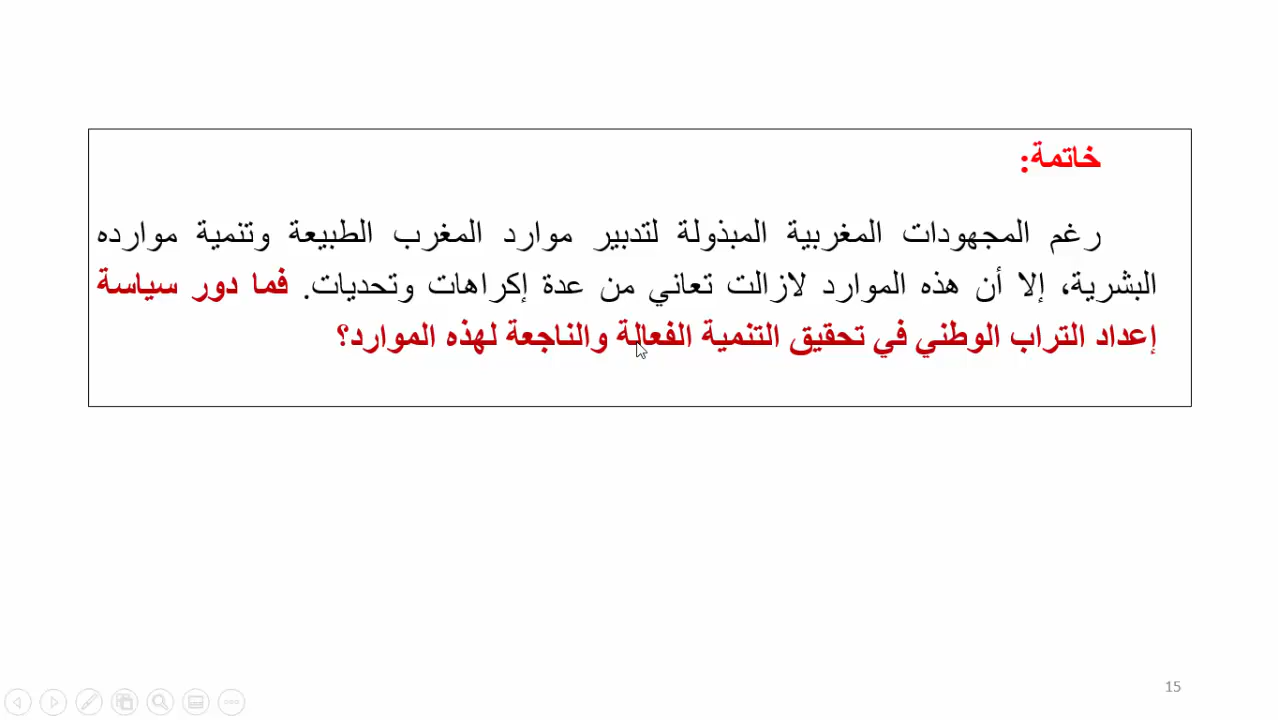 خاتمة:
رغم المجهودات المغربية المبذولة لتدبير موارد المغرب الطبيعة وتنمية موارده
البشرية، إلا أن هذه الموارد لازالت تعاني من عدة إكراهات وتحديات. فما دور سياسة
إعداد التراب الوطني في تحقيق التنمية الفعالة والناجعة لهذه الموارد؟
15